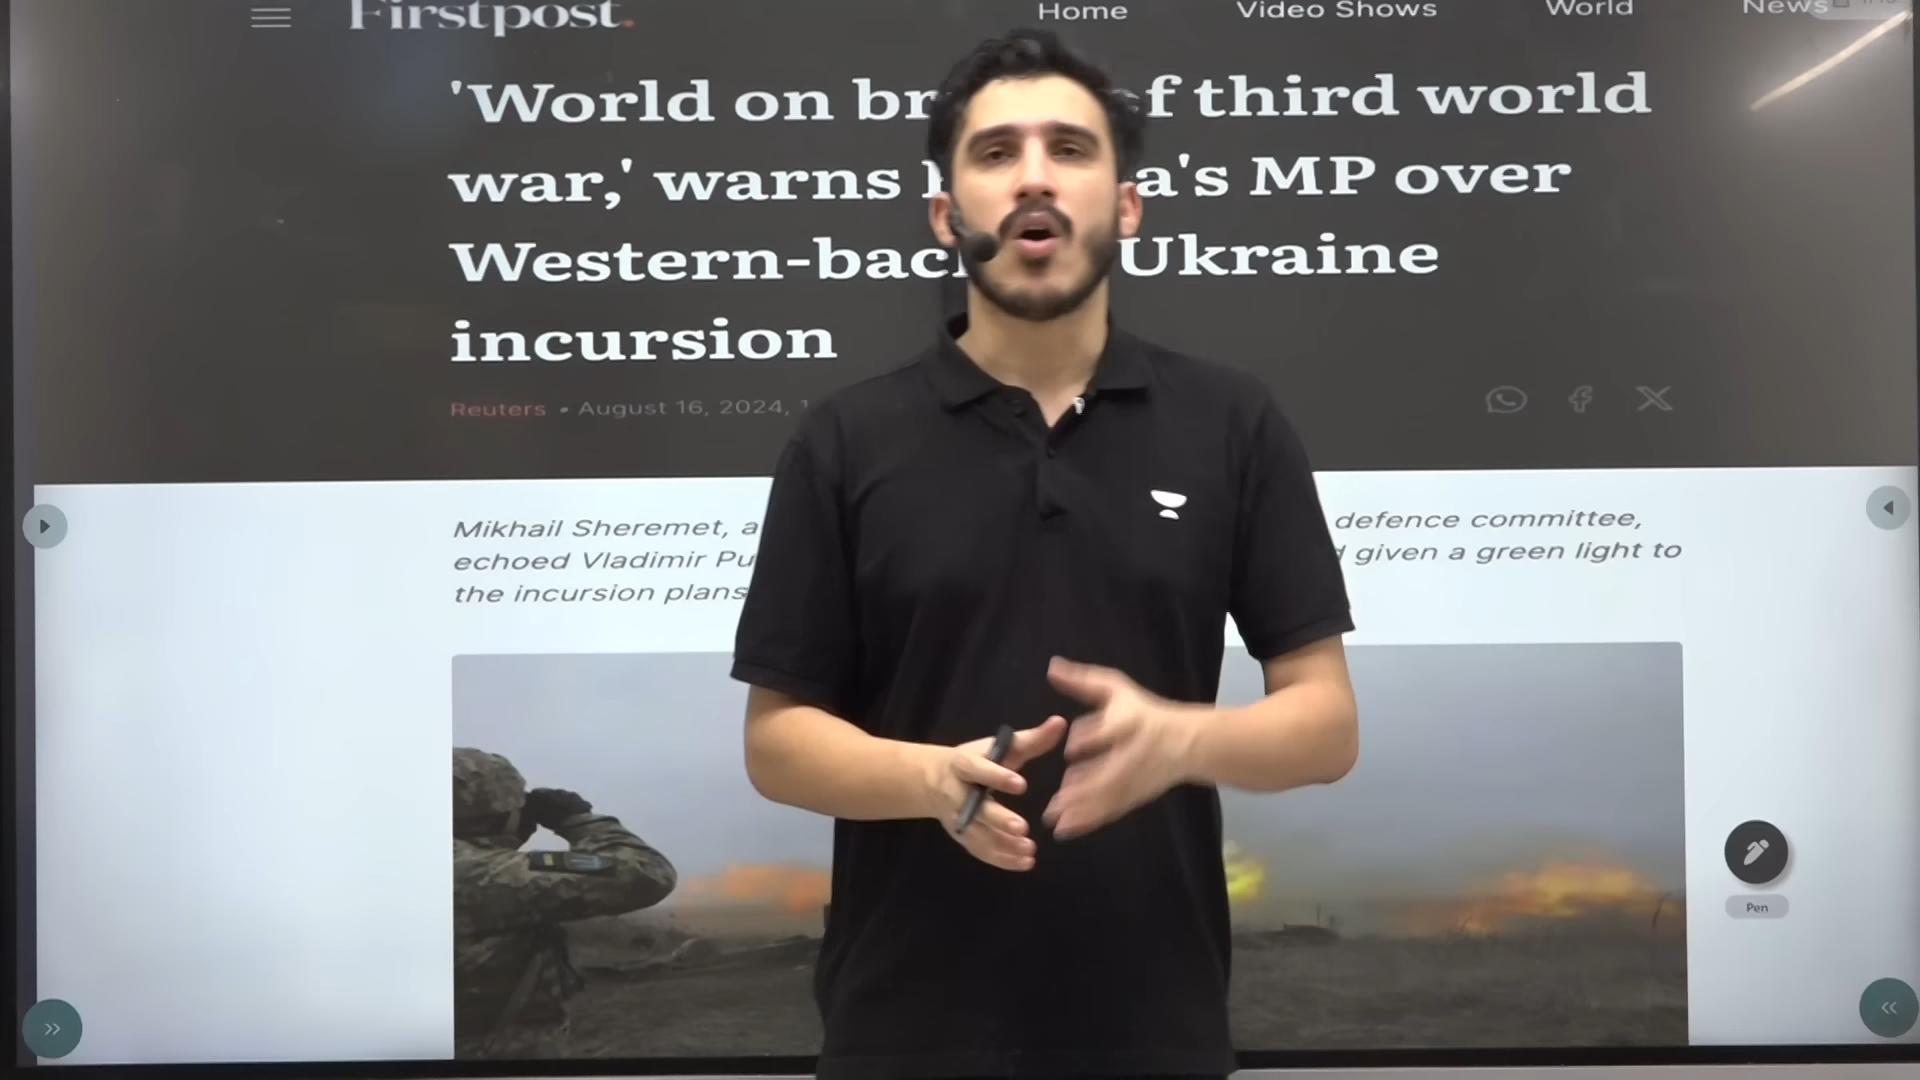 Firstpost.
Home Video Shows World News
'World on br f third world
war,' warns a's MP over
Western-bac Ukraine
incursion
Reuters • August 16, 2024, 1
Mikhail Sheremet, a defence committee,
echoed Vladimir Pu given a green light to
the incursion plans
Pen